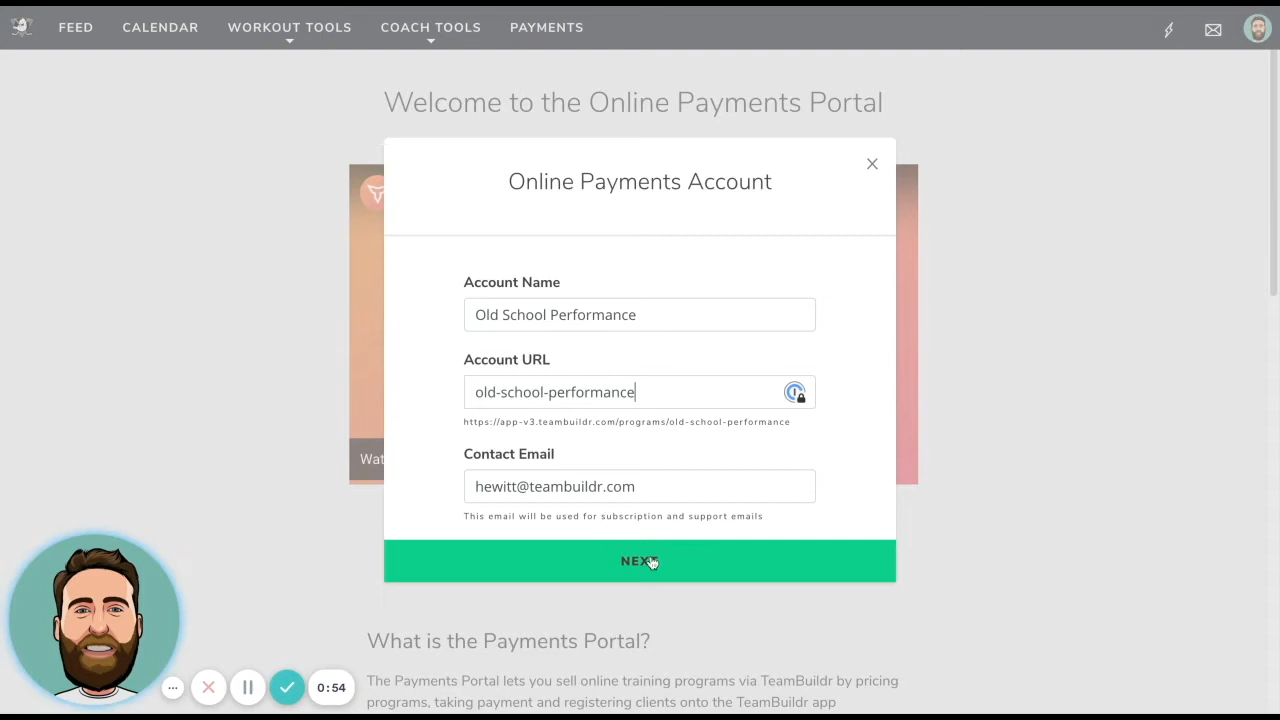 FEED CALENDAR WORKOUT TOOLS COACH TOOLS PAYMENTS
Welcome to the Online Payments Portal
Online Payments Account
Account Name
Old School Performance
Account URL
old-school-performance
https://app-v3.teambuildr.com/programs/old-school-performance
Contact Email
Wat
hewitt@teambuildr.com
This email will be used for subscription and support emails
NEXT
What is the Payments Portal?
The Payments Portal lets you sell online training programs via TeamBuildr by pricing
programs, taking payment and registering clients onto the TeamBuildr app
0:54